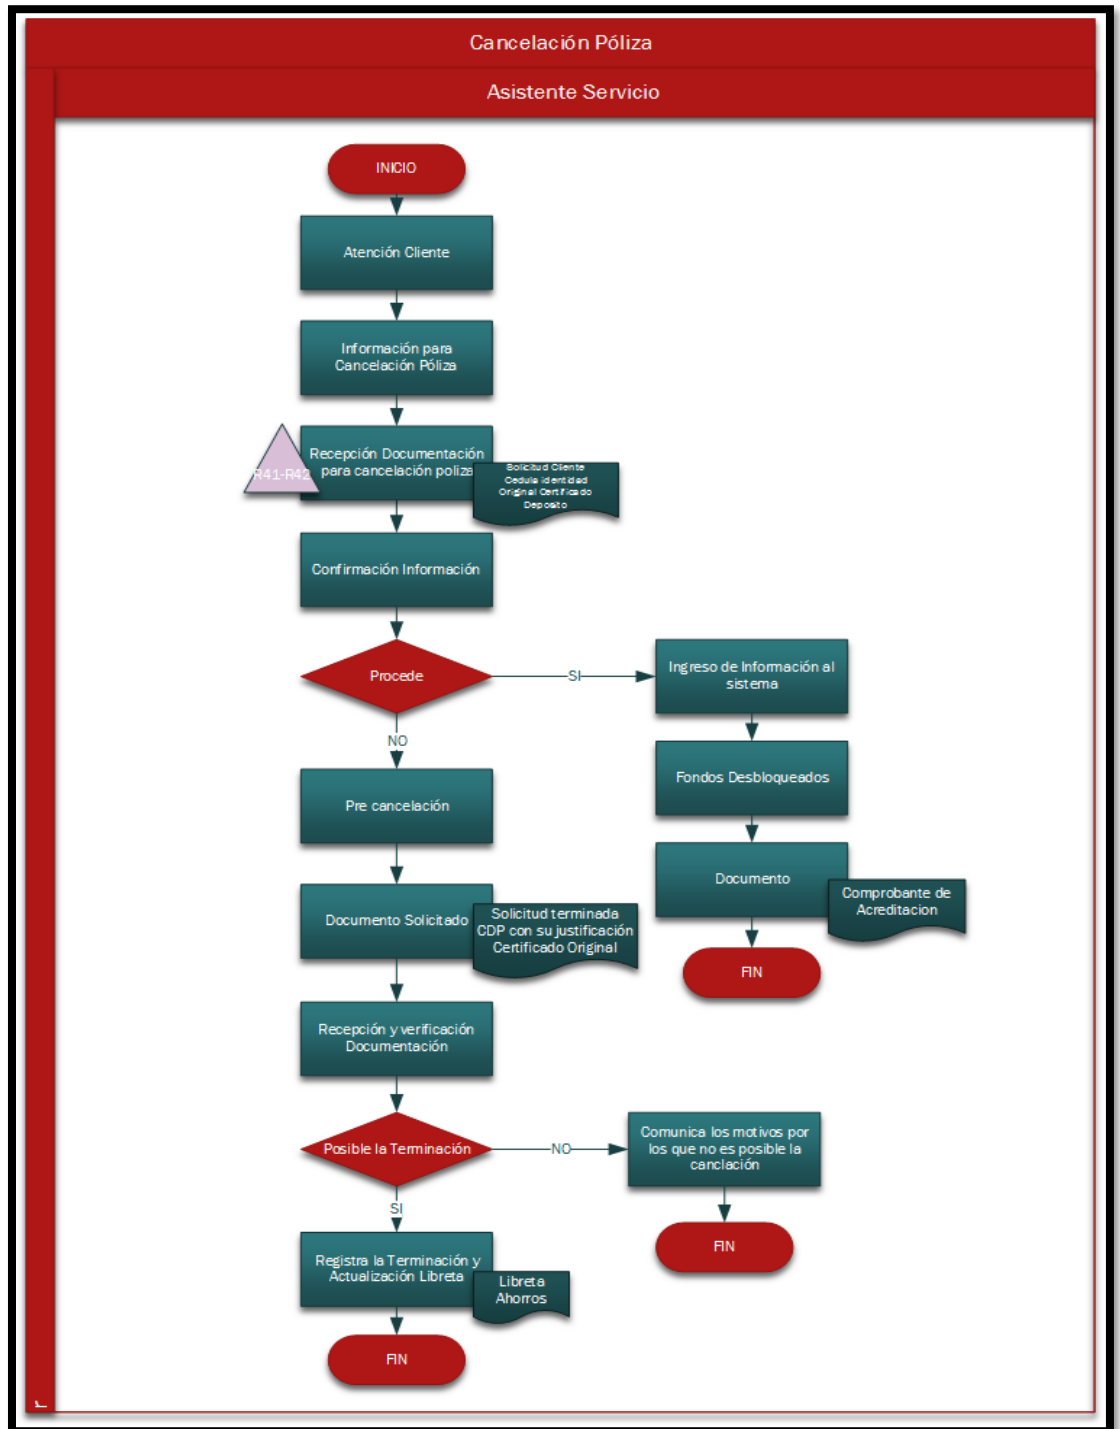 Cancelación Póliza
Asistente Servicio
INICIO
Atención Cliente
Información para
Cancelación Póliza
Recepción Documentación
para cancelación poliza
R41-R42
Solicitud Cliente
Cedula identidad
Original Certificado
Deposito
Confirmación Información
Procede
SI
Ingreso de Información al
sistema
NO
Fondos Desbloqueados
Pre cancelación
Documento
Comprobante de
Acreditacion
Documento Solicitado
Solicitud terminada
CDP con su justificación
Certificado Original
FIN
Recepción y verificación
Documentación
Posible la Terminación
NO
Comunica los motivos por
los que no es posible la
canclación
SI
FIN
Registra la Terminación y
Actualización Libreta
Libreta
Ahorros
FIN
r